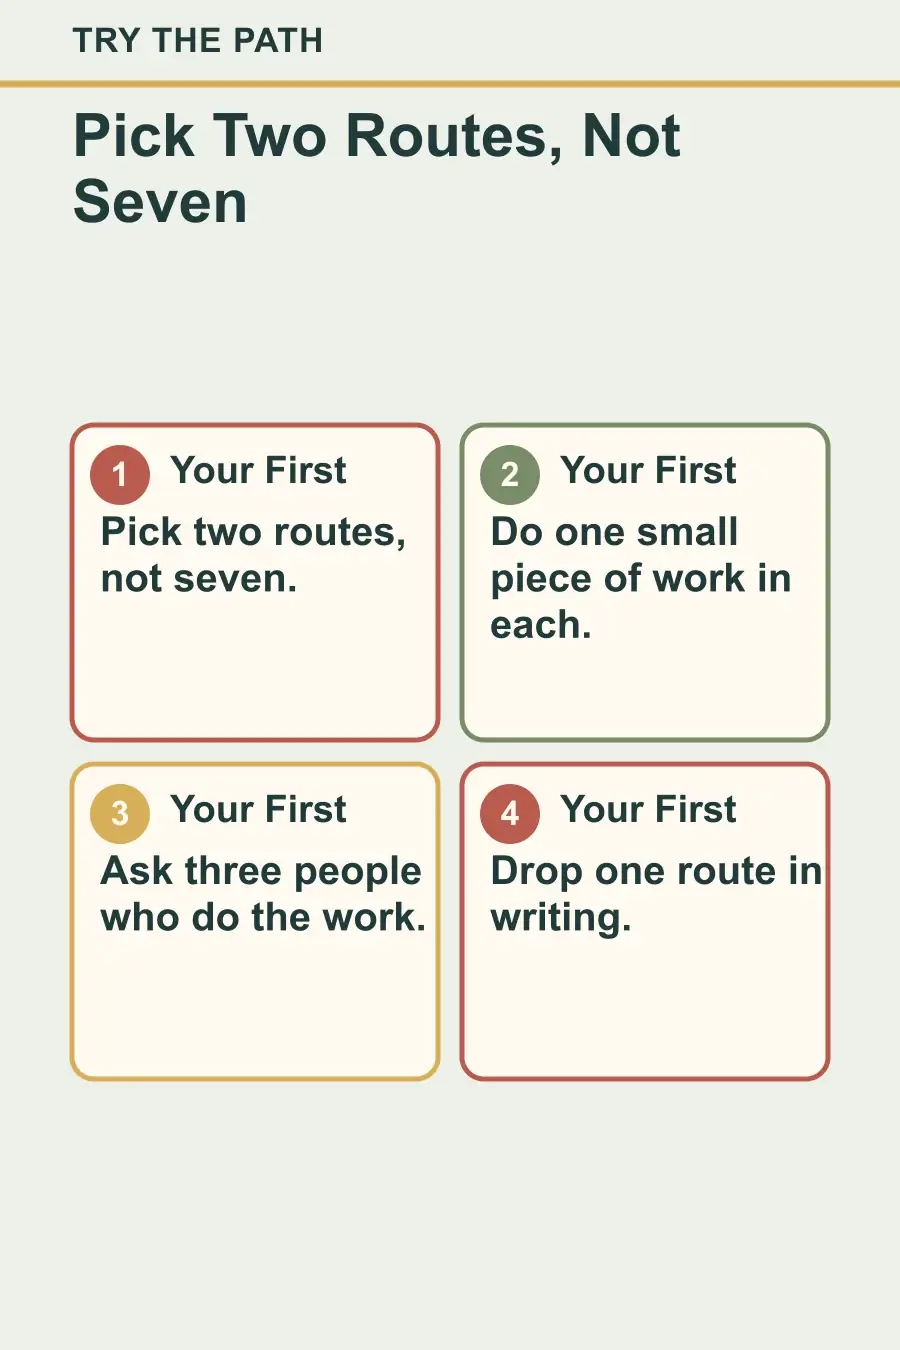 TRY THE PATH
Pick Two Routes, Not
Seven
1 Your First
Pick two routes,
not seven.
2 Your First
Do one small
piece of work in
each.
3 Your First
Ask three people
who do the work.
4 Your First
Drop one route in
writing.